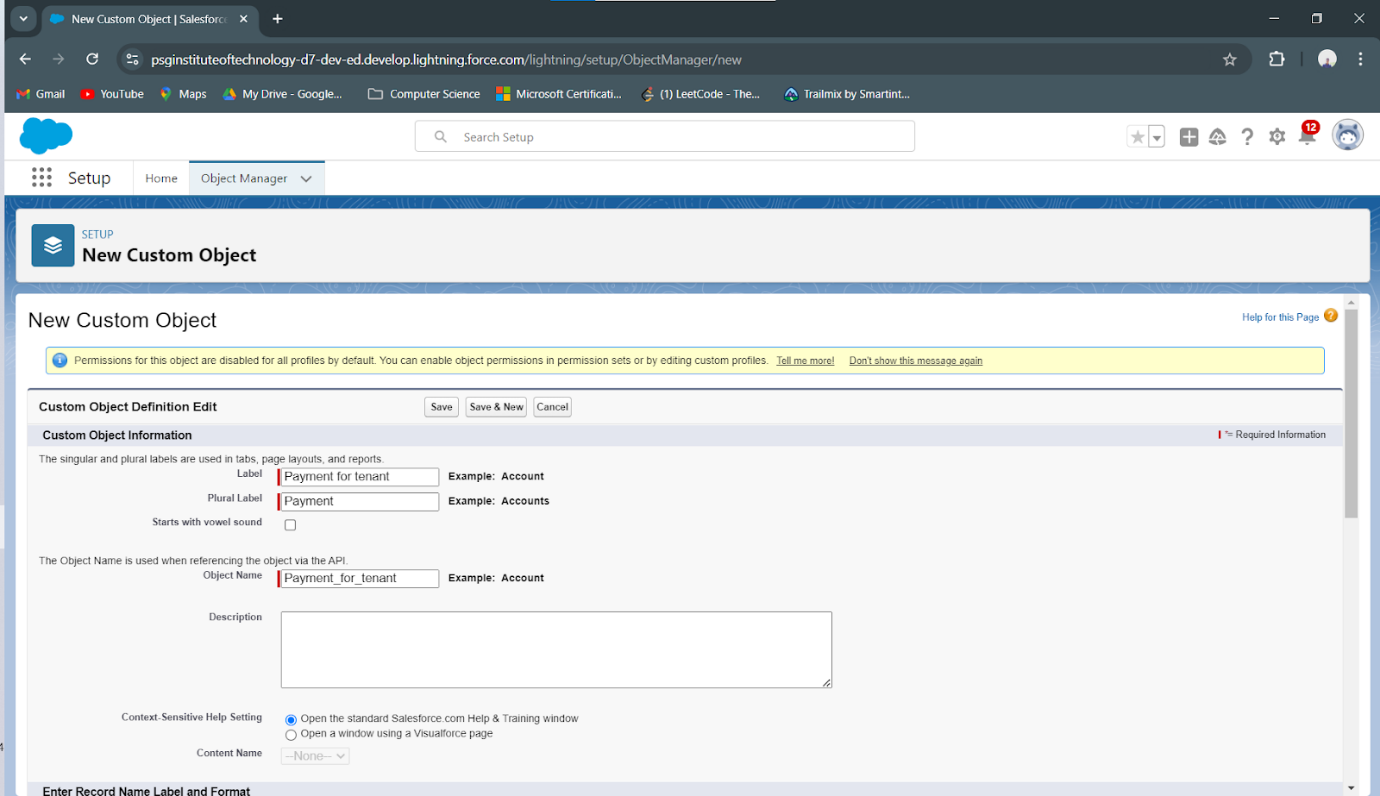 New Custom Object | Salesforc
psginstituteoftechnology-d7-dev-ed.develop.lightning.force.com/lightning/setup/ObjectManager/new
Gmail YouTube Maps My Drive - Google... Computer Science Microsoft Certificati... (1) LeetCode - The... Trailmix by Smartint...
Search Setup
12
Setup Home Object Manager
SETUP
New Custom Object
New Custom Object
Help for this Page
Permissions for this object are disabled for all profiles by default. You can enable object permissions in permission sets or by editing custom profiles. Tell me more! Don't show this message again
Custom Object Definition Edit Save Save & New Cancel
Custom Object Information = Required Information
The singular and plural labels are used in tabs, page layouts, and reports.
Label Payment for tenant Example: Account
Plural Label Payment Example: Accounts
Starts with vowel sound
The Object Name is used when referencing the object via the API.
Object Name Payment_for_tenant Example: Account
Description
Context-Sensitive Help Setting Open the standard Salesforce.com Help & Training window
Open a window using a Visualforce page
Content Name --None--
Enter Record Name Label and Format